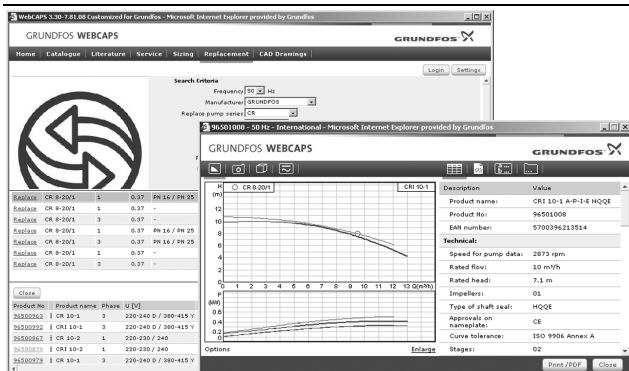 WebCAPS 3.30-7.81.08 Customized for Grundfos - Microsoft Internet Explorer provided by Grundfos
GRUNDFOS WEBCAPS
GRUNDFOS
Home Catalogue Literature Service Sizing Replacement CAD Drawings
Login Settings
Search Criteria
Frequency 50 Hz
Manufacturer GRUNDFOS
Replace pump series CR
Replace CR 8-20/1 1 0.37 PN 16 / PN 25
Replace CR 8-20/1 1 0.37 -
Replace CR 8-20/1 3 0.37 -
Replace CR 8-20/1 3 0.37 PN 16 / PN 25
Replace CR 8-20/1 1 0.37 PN 16 / PN 25
Replace CR 8-20/1 3 0.37 -
Replace CR 8-20/1 3 0.37 -
Close
Product No Product name Phase U [V]
96500963 CR 10-1 3 220-240 D / 380-415 Y
96500992 CRI 10-1 3 220-240 D / 380-415 Y
96500867 CR 10-2 1 220-230 / 240
96500879 CRI 10-2 1 220-230 / 240
96500979 CR 10-1 3 220-240 D / 380-415 Y
96501008 - 50 Hz - International - Microsoft Internet Explorer provided by Grundfos
GRUNDFOS WEBCAPS
GRUNDFOS
H
(m)
CR 8-20/1
CRI 10-1
12
10
8
6
4
2
0
0 1 2 3 4 5 6 7 8 9 10 11 12 13 Q(m³/h)
P
(kW)
0.6
0.4
0.2
0
Options
Enlarge
Description Value
Product name: CRI 10-1 A-P-I-E HQQE
Product No: 96501008
EAN number: 5700396213514
Technical:
Speed for pump data: 2873 rpm
Rated flow: 10 m³/h
Rated head: 7.1 m
Impellers: 01
Type of shaft seal: HQQE
Approvals on
nameplate: CE
Curve tolerance: ISO 9906 Annex A
Stages: 02
Print /PDF Close